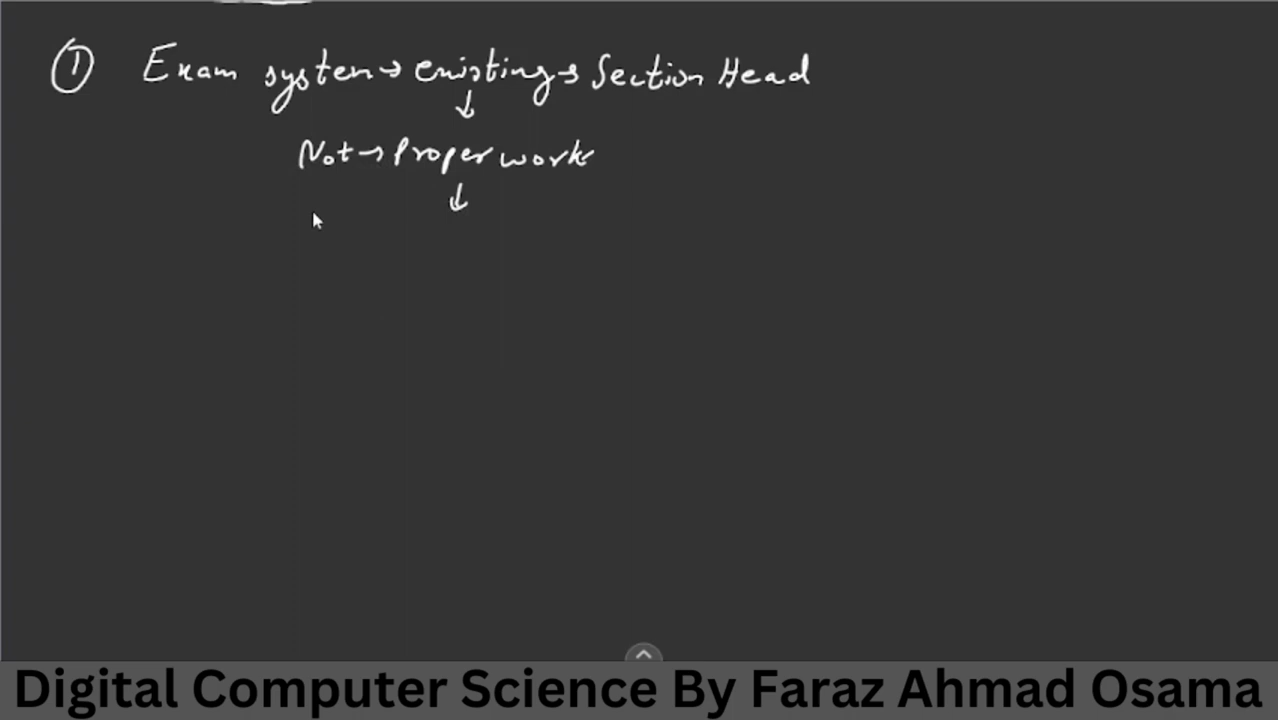 ① Exam system → existing → Section Head
↓
Not → Proper work
↓
Digital Computer Science By Faraz Ahmad Osama